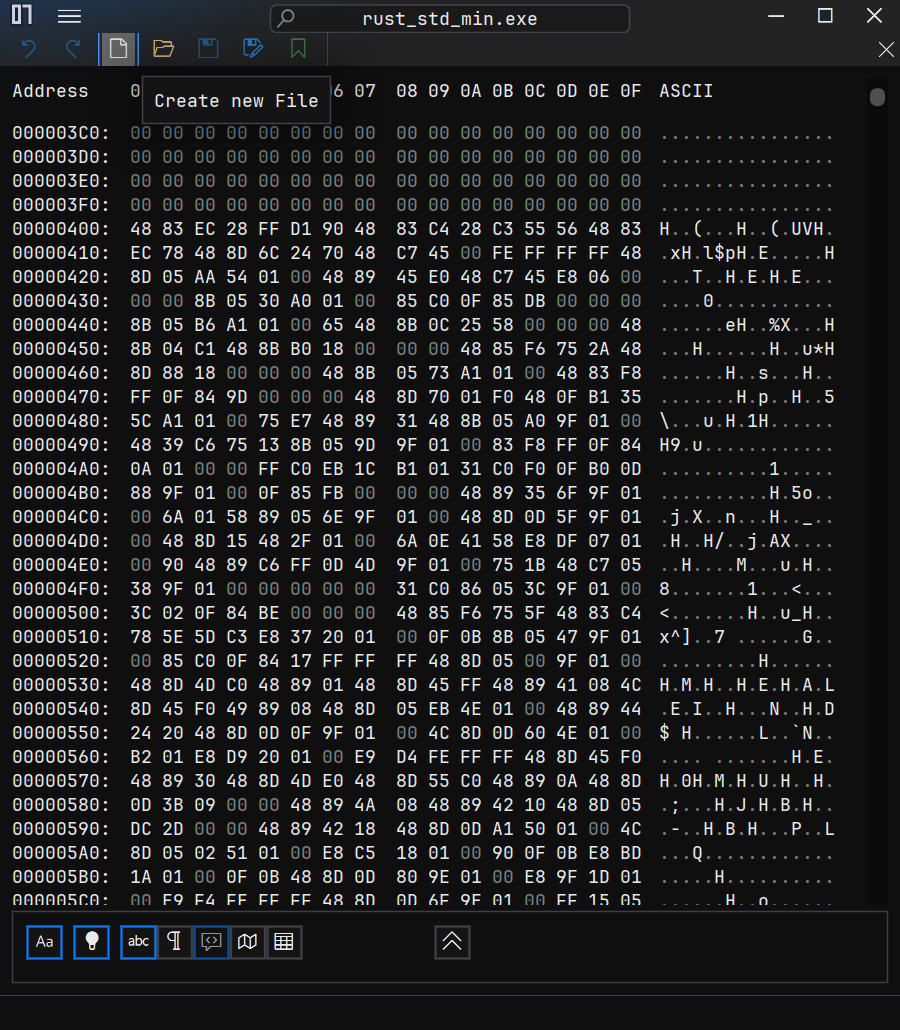 rust_std_min.exe
Address 0 06 07 08 09 0A 0B 0C 0D 0E 0F ASCII
Create new File
000003C0: 00 00 00 00 00 00 00 00 00 00 00 00 00 00 00 00 ................
000003D0: 00 00 00 00 00 00 00 00 00 00 00 00 00 00 00 00 ................
000003E0: 00 00 00 00 00 00 00 00 00 00 00 00 00 00 00 00 ................
000003F0: 00 00 00 00 00 00 00 00 00 00 00 00 00 00 00 00 ................
00000400: 48 83 EC 28 FF D1 90 48 83 C4 28 C3 55 56 48 83 H..(...H..(.UVH.
00000410: EC 78 48 8D 6C 24 70 48 C7 45 00 FE FF FF FF 48 .xH.l$pH.E.....H
00000420: 8D 05 AA 54 01 00 48 89 45 E0 48 C7 45 E8 06 00 ...T..H.E.H.E...
00000430: 00 00 8B 05 30 A0 01 00 85 C0 0F 85 DB 00 00 00 ....0...........
00000440: 8B 05 B6 A1 01 00 65 48 8B 0C 25 58 00 00 00 48 ......eH..%X...H
00000450: 8B 04 C1 48 8B B0 18 00 00 00 48 85 F6 75 2A 48 ...H......H..u*H
00000460: 8D 88 18 00 00 00 48 8B 05 73 A1 01 00 48 83 F8 ......H..s...H..
00000470: FF 0F 84 9D 00 00 00 48 8D 70 01 F0 48 0F B1 35 .......H.p..H..5
00000480: 5C A1 01 00 75 E7 48 89 31 48 8B 05 A0 9F 01 00 \...u.H.1H......
00000490: 48 39 C6 75 13 8B 05 9D 9F 01 00 83 F8 FF 0F 84 H9.u............
000004A0: 0A 01 00 00 FF C0 EB 1C B1 01 31 C0 F0 0F B0 0D ..........1.....
000004B0: 88 9F 01 00 0F 85 FB 00 00 00 48 89 35 6F 9F 01 ..........H.5o..
000004C0: 00 6A 01 58 89 05 6E 9F 01 00 48 8D 0D 5F 9F 01 .j.X..n...H.._..
000004D0: 00 48 8D 15 48 2F 01 00 6A 0E 41 58 E8 DF 07 01 .H..H/..j.AX....
000004E0: 00 90 48 89 C6 FF 0D 4D 9F 01 00 75 1B 48 C7 05 ..H....M...u.H..
000004F0: 38 9F 01 00 00 00 00 00 31 C0 86 05 3C 9F 01 00 8.......1...<...
00000500: 3C 02 0F 84 BE 00 00 00 48 85 F6 75 5F 48 83 C4 <.......H..u_H..
00000510: 78 5E 5D C3 E8 37 20 01 00 0F 0B 8B 05 47 9F 01 x^]..7 ......G..
00000520: 00 85 C0 0F 84 17 FF FF FF 48 8D 05 00 9F 01 00 .........H......
00000530: 48 8D 4D C0 48 89 01 48 8D 45 FF 48 89 41 08 4C H.M.H..H.E.H.A.L
00000540: 8D 45 F0 49 89 08 48 8D 05 EB 4E 01 00 48 89 44 .E.I..H...N..H.D
00000550: 24 20 48 8D 0D 0F 9F 01 00 4C 8D 0D 60 4E 01 00 $ H......L..`N..
00000560: B2 01 E8 D9 20 01 00 E9 D4 FE FF FF 48 8D 45 F0 .... .......H.E.
00000570: 48 89 30 48 8D 4D E0 48 8D 55 C0 48 89 0A 48 8D H.0H.M.H.U.H..H.
00000580: 0D 3B 09 00 00 48 89 4A 08 48 89 42 10 48 8D 05 .;...H.J.H.B.H..
00000590: DC 2D 00 00 48 89 42 18 48 8D 0D A1 50 01 00 4C .-..H.B.H...P..L
000005A0: 8D 05 02 51 01 00 E8 C5 18 01 00 90 0F 0B E8 BD ...Q............
000005B0: 1A 01 00 0F 0B 48 8D 0D 80 9E 01 00 E8 9F 1D 01 .....H..........
000005C0: 00 E9 E4 FE FF FF 48 8D 0D 6E 9E 01 00 FF 15 05 ......H..n......
Aa abc